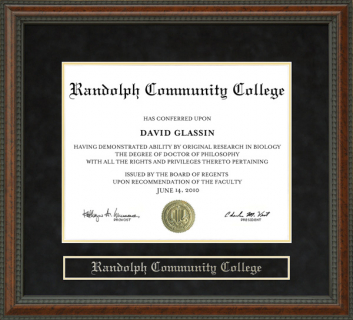 Randolph Community College
HAS CONFERRED UPON
DAVID GLASSIN
HAVING DEMONSTRATED ABILITY BY ORIGINAL RESEARCH IN BIOLOGY
THE DEGREE OF DOCTOR OF PHILOSOPHY
WITH ALL THE RIGHTS AND PRIVILEGES THERETO PERTAINING
ISSUED BY THE BOARD OF REGENTS
UPON RECOMMENDATION OF THE FACULTY
JUNE 14, 2010
PROVOST
PRESIDENT
Randolph Community College